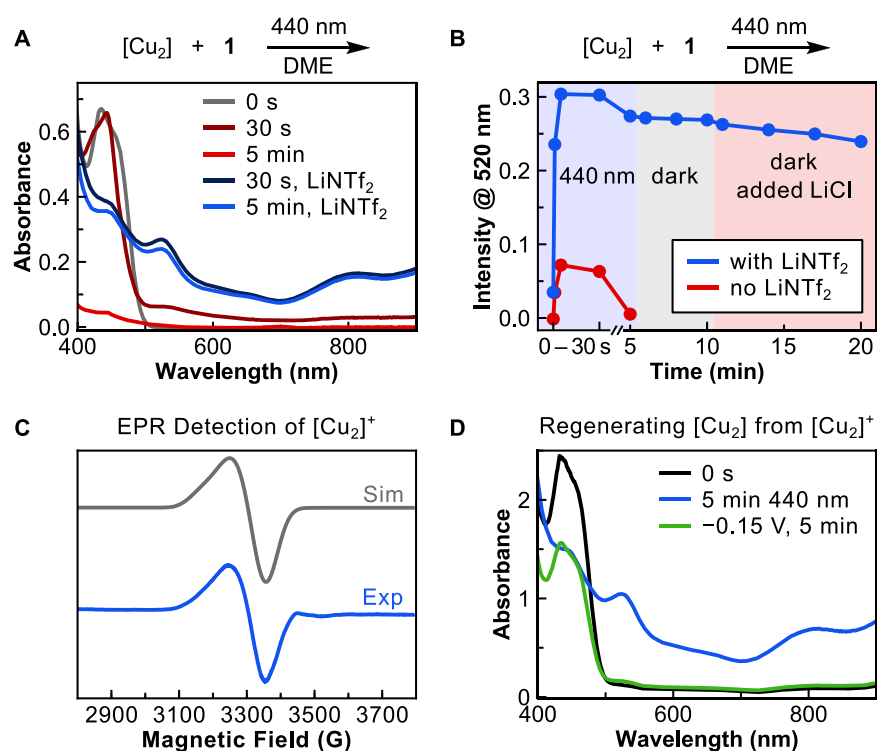 A
[Cu₂] + 1
440 nm
DME
0 s
30 s
5 min
30 s, LiNTf₂
5 min, LiNTf₂
0.6
0.4
0.2
0.0
Absorbance
400 600 800
Wavelength (nm)
B
[Cu₂] + 1
440 nm
DME
0.3
0.2
0.1
0.0
Intensity @ 520 nm
440 nm
dark
dark
added LiCl
with LiNTf₂
no LiNTf₂
0 – 30 s 5 10 15 20
Time (min)
C
EPR Detection of [Cu₂]⁺
Sim
Exp
2900 3100 3300 3500 3700
Magnetic Field (G)
D
Regenerating [Cu₂] from [Cu₂]⁺
0 s
5 min 440 nm
−0.15 V, 5 min
2
1
0
Absorbance
400 600 800
Wavelength (nm)